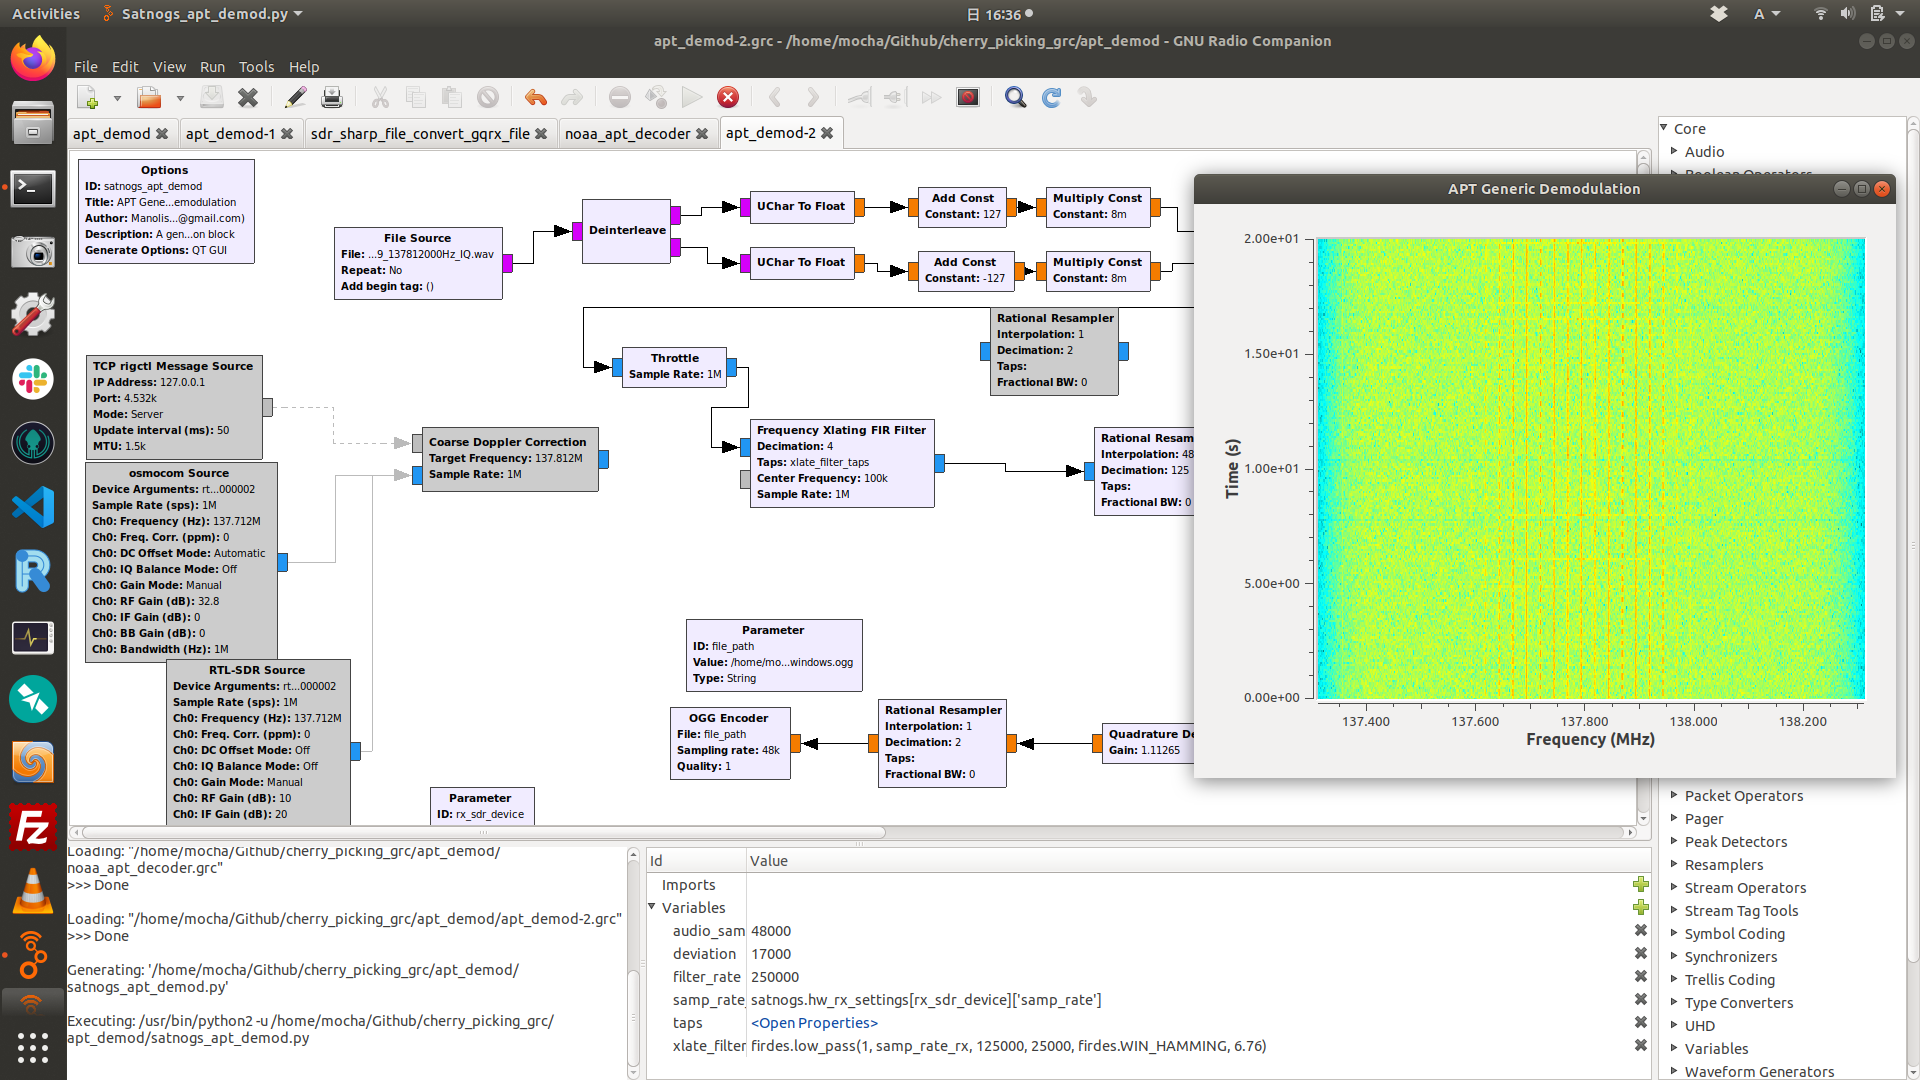 Activities
Satnogs_apt_demod.py
日 16:36
A
apt_demod-2.grc - /home/mocha/Github/cherry_picking_grc/apt_demod - GNU Radio Companion
File Edit View Run Tools Help
apt_demod
apt_demod-1
sdr_sharp_file_convert_gqrx_file
noaa_apt_decoder
apt_demod-2
Options
ID: satnogs_apt_demod
Title: APT Gene...emodulation
Author: Manolis...@gmail.com)
Description: A gen...on block
Generate Options: QT GUI
File Source
File: ...9_137812000Hz_IQ.wav
Repeat: No
Add begin tag: ()
Deinterleave
UChar To Float
Add Const
Constant: 127
Multiply Const
Constant: 8m
UChar To Float
Add Const
Constant: -127
Multiply Const
Constant: 8m
Throttle
Sample Rate: 1M
Rational Resampler
Interpolation: 1
Decimation: 2
Taps:
Fractional BW: 0
TCP rigctl Message Source
IP Address: 127.0.0.1
Port: 4.532k
Mode: Server
Update interval (ms): 50
MTU: 1.5k
Coarse Doppler Correction
Target Frequency: 137.812M
Sample Rate: 1M
Frequency Xlating FIR Filter
Decimation: 4
Taps: xlate_filter_taps
Center Frequency: 100k
Sample Rate: 1M
Rational Resam
Interpolation: 48
Decimation: 125
Taps:
Fractional BW: 0
osmocom Source
Device Arguments: rt...000002
Sample Rate (sps): 1M
Ch0: Frequency (Hz): 137.712M
Ch0: Freq. Corr. (ppm): 0
Ch0: DC Offset Mode: Automatic
Ch0: IQ Balance Mode: Off
Ch0: Gain Mode: Manual
Ch0: RF Gain (dB): 32.8
Ch0: IF Gain (dB): 0
Ch0: BB Gain (dB): 0
Ch0: Bandwidth (Hz): 1M
RTL-SDR Source
Device Arguments: rt...000002
Sample Rate (sps): 1M
Ch0: Frequency (Hz): 137.712M
Ch0: Freq. Corr. (ppm): 0
Ch0: DC Offset Mode: Off
Ch0: IQ Balance Mode: Off
Ch0: Gain Mode: Manual
Ch0: RF Gain (dB): 10
Ch0: IF Gain (dB): 20
Parameter
ID: rx_sdr_device
Parameter
ID: file_path
Value: /home/mo...windows.ogg
Type: String
OGG Encoder
File: file_path
Sampling rate: 48k
Quality: 1
Rational Resampler
Interpolation: 1
Decimation: 2
Taps:
Fractional BW: 0
Quadrature De
Gain: 1.11265
APT Generic Demodulation
2.00e+01
1.50e+01
1.00e+01
5.00e+00
0.00e+00
Time (s)
137.400 137.600 137.800 138.000 138.200
Frequency (MHz)
Core
Audio
Packet Operators
Pager
Peak Detectors
Resamplers
Stream Operators
Stream Tag Tools
Symbol Coding
Synchronizers
Trellis Coding
Type Converters
UHD
Variables
Waveform Generators
Loading: "/home/mocha/Github/cherry_picking_grc/apt_demod/
noaa_apt_decoder.grc"
>>> Done
Loading: "/home/mocha/Github/cherry_picking_grc/apt_demod/apt_demod-2.grc"
>>> Done
Generating: '/home/mocha/Github/cherry_picking_grc/apt_demod/
satnogs_apt_demod.py'
Executing: /usr/bin/python2 -u /home/mocha/Github/cherry_picking_grc/
apt_demod/satnogs_apt_demod.py
Id Value
Imports
Variables
audio_sam 48000
deviation 17000
filter_rate 250000
samp_rate_ satnogs.hw_rx_settings[rx_sdr_device]['samp_rate']
taps <Open Properties>
xlate_filter firdes.low_pass(1, samp_rate_rx, 125000, 25000, firdes.WIN_HAMMING, 6.76)